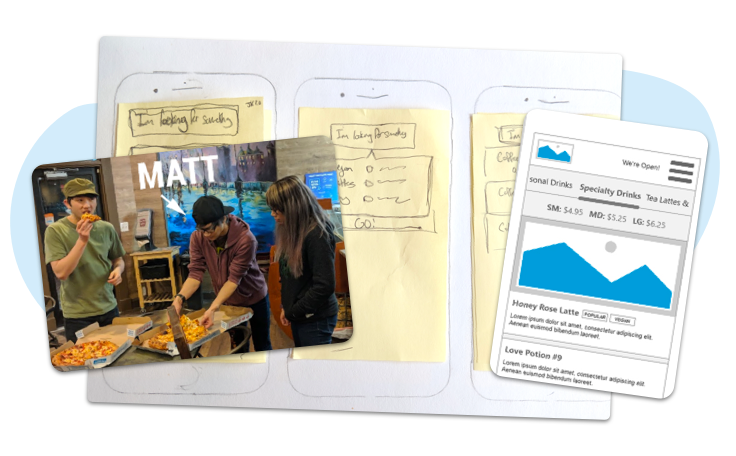 I'm looking for something
I'm looking for something
GO!
MATT
We're Open!
sonal Drinks Specialty Drinks Tea Lattes &
SM: $4.95 MD: $5.25 LG: $6.25
Honey Rose Latte POPULAR VEGAN
Lorem ipsum dolor sit amet, consectetur adipiscing elit.
Aenean euismod bibendum laoreet.
Love Potion #9
Lorem ipsum dolor sit amet, consectetur adipiscing elit.
Aenean euismod bibendum laoreet.